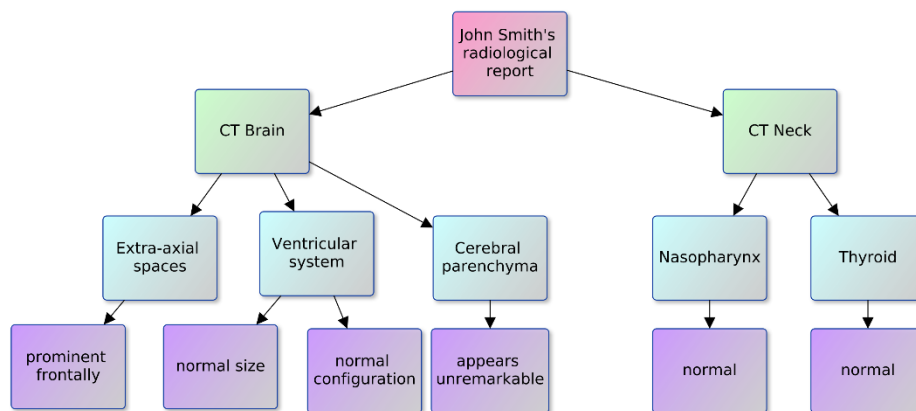 John Smith's
radiological
report
CT Brain
CT Neck
Extra-axial
spaces
Ventricular
system
Cerebral
parenchyma
Nasopharynx
Thyroid
prominent
frontally
normal size
normal
configuration
appears
unremarkable
normal
normal